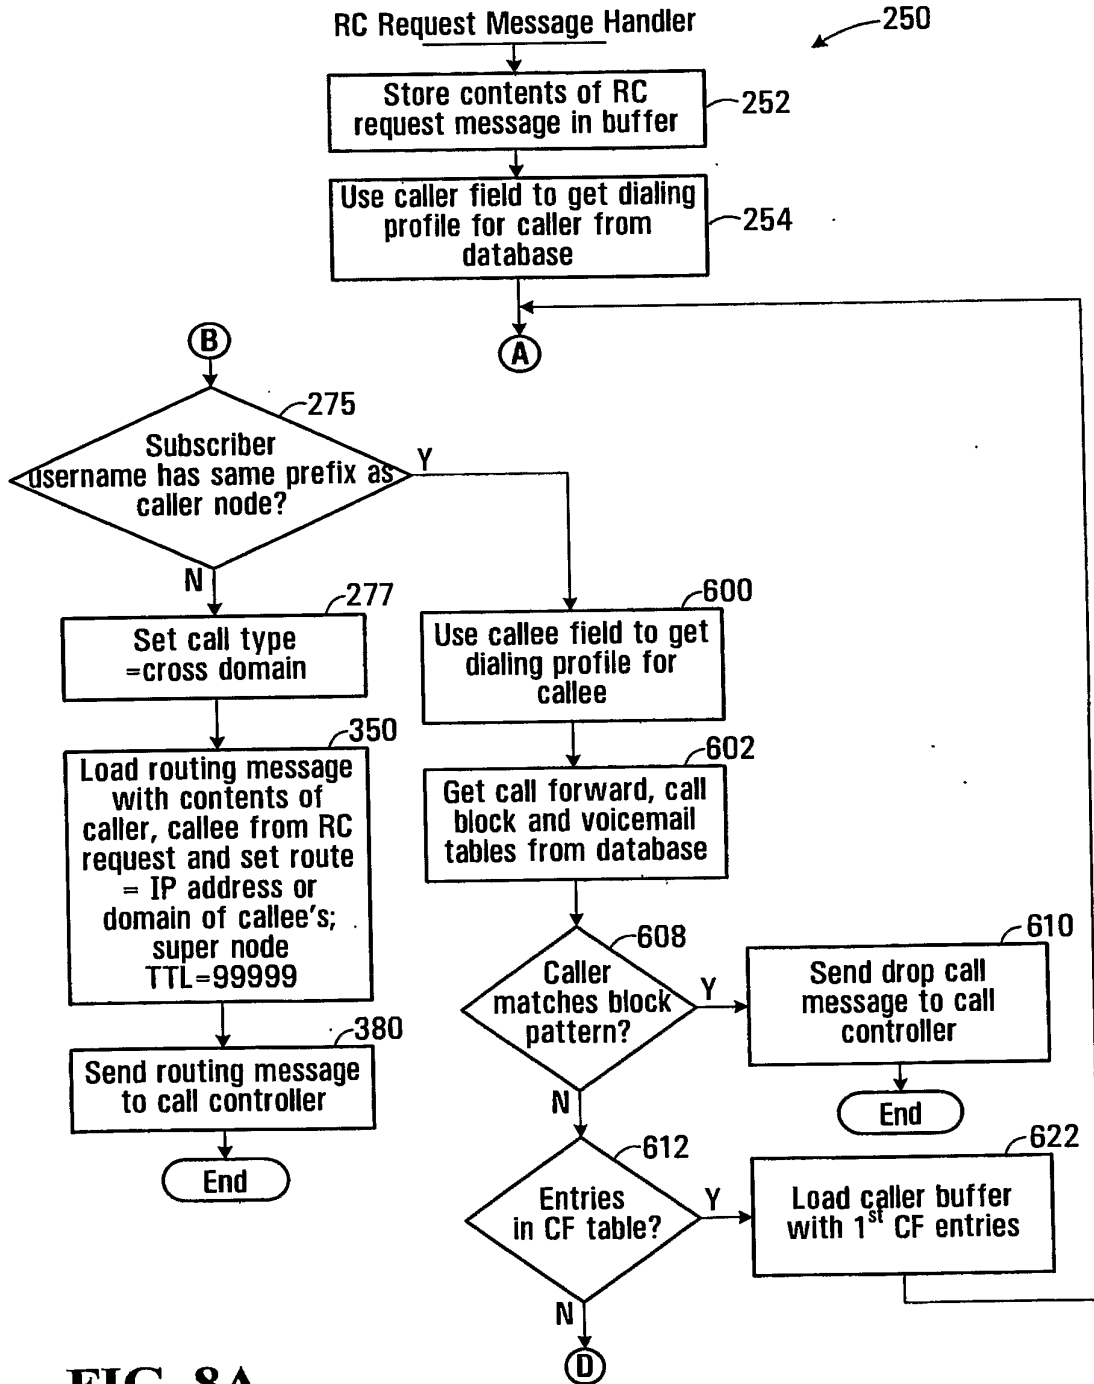 RC Request Message Handler
250
Store contents of RC
request message in buffer
252
Use caller field to get dialing
profile for caller from
database
254
B
A
275
Subscriber
username has same prefix as
caller node?
Y
N
277
Set call type
=cross domain
600
Use callee field to get
dialing profile for
callee
350
Load routing message
with contents of
caller, callee from RC
request and set route
= IP address or
domain of callee's;
super node
TTL=99999
602
Get call forward, call
block and voicemail
tables from database
608
Caller
matches block
pattern?
Y
N
610
Send drop call
message to call
controller
End
380
Send routing message
to call controller
End
612
Entries
in CF table?
Y
N
622
Load caller buffer
with 1st CF entries
D
FIG. 8A